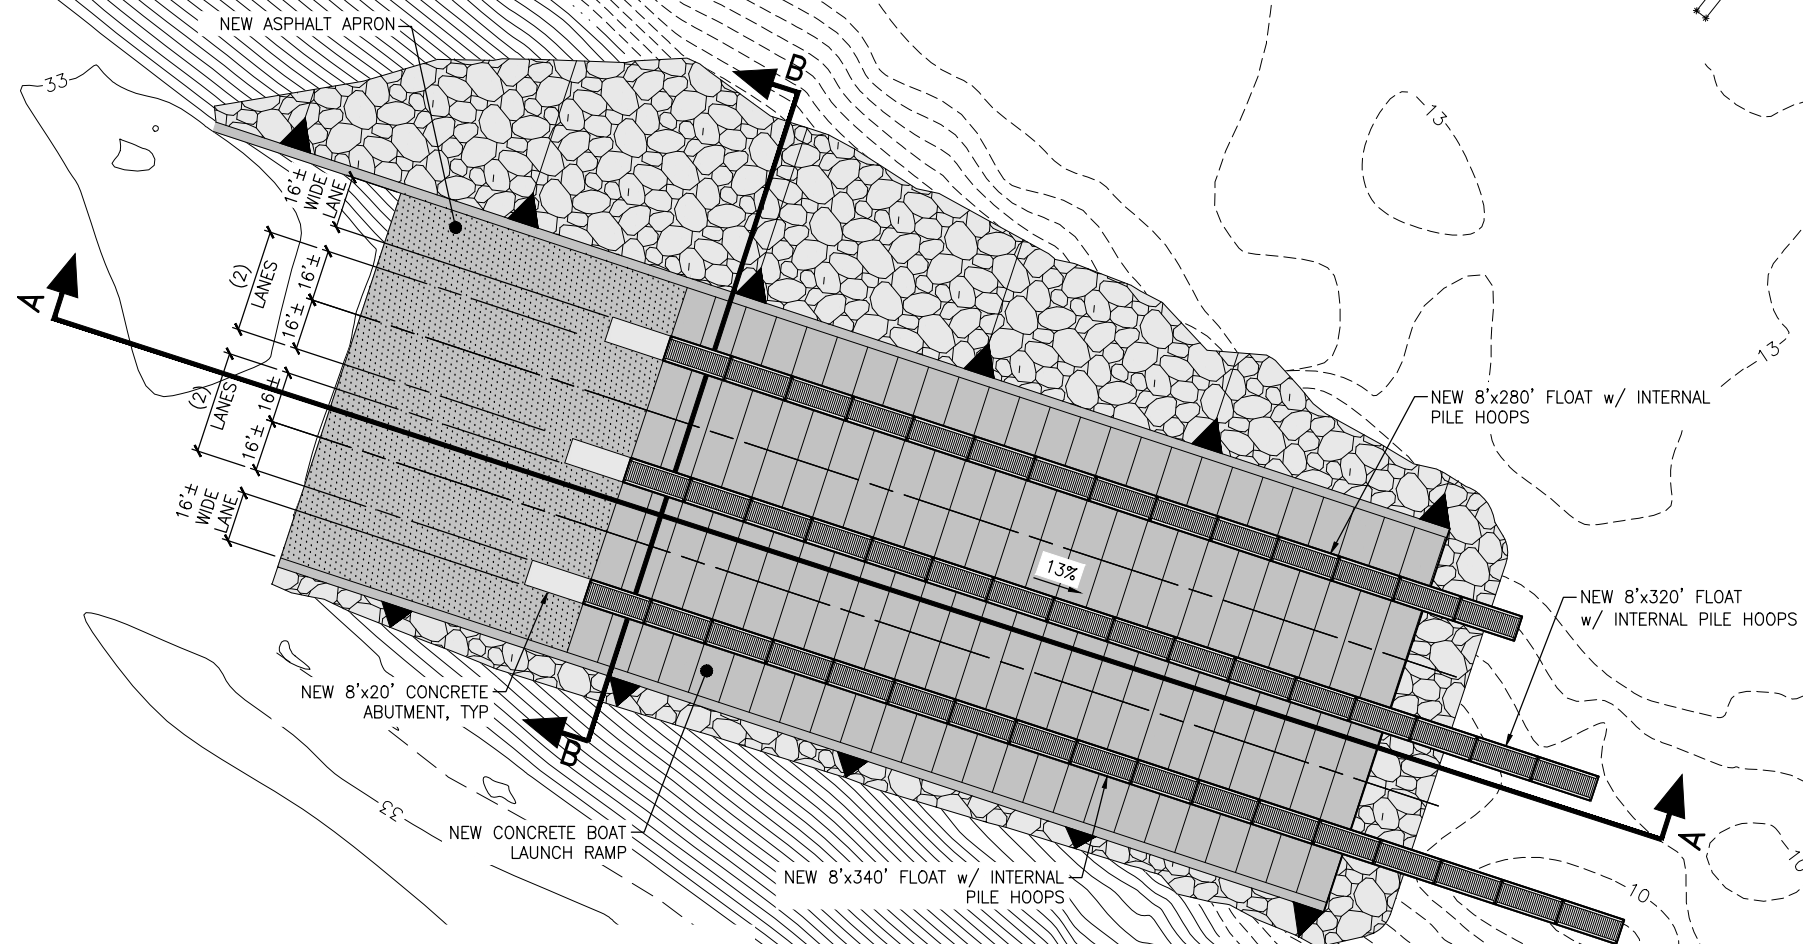 NEW ASPHALT APRON
B
33
13
16'±
WIDE
LANE
(2)
LANES
16'±
16'±
A
13
(2)
LANES
16'±
16'±
NEW 8'x280' FLOAT w/ INTERNAL
PILE HOOPS
16'±
WIDE
LANE
13%
NEW 8'x320' FLOAT
w/ INTERNAL PILE HOOPS
NEW 8'x20' CONCRETE
ABUTMENT, TYP
B
33
NEW CONCRETE BOAT
LAUNCH RAMP
A
NEW 8'x340' FLOAT w/ INTERNAL
PILE HOOPS
10
10